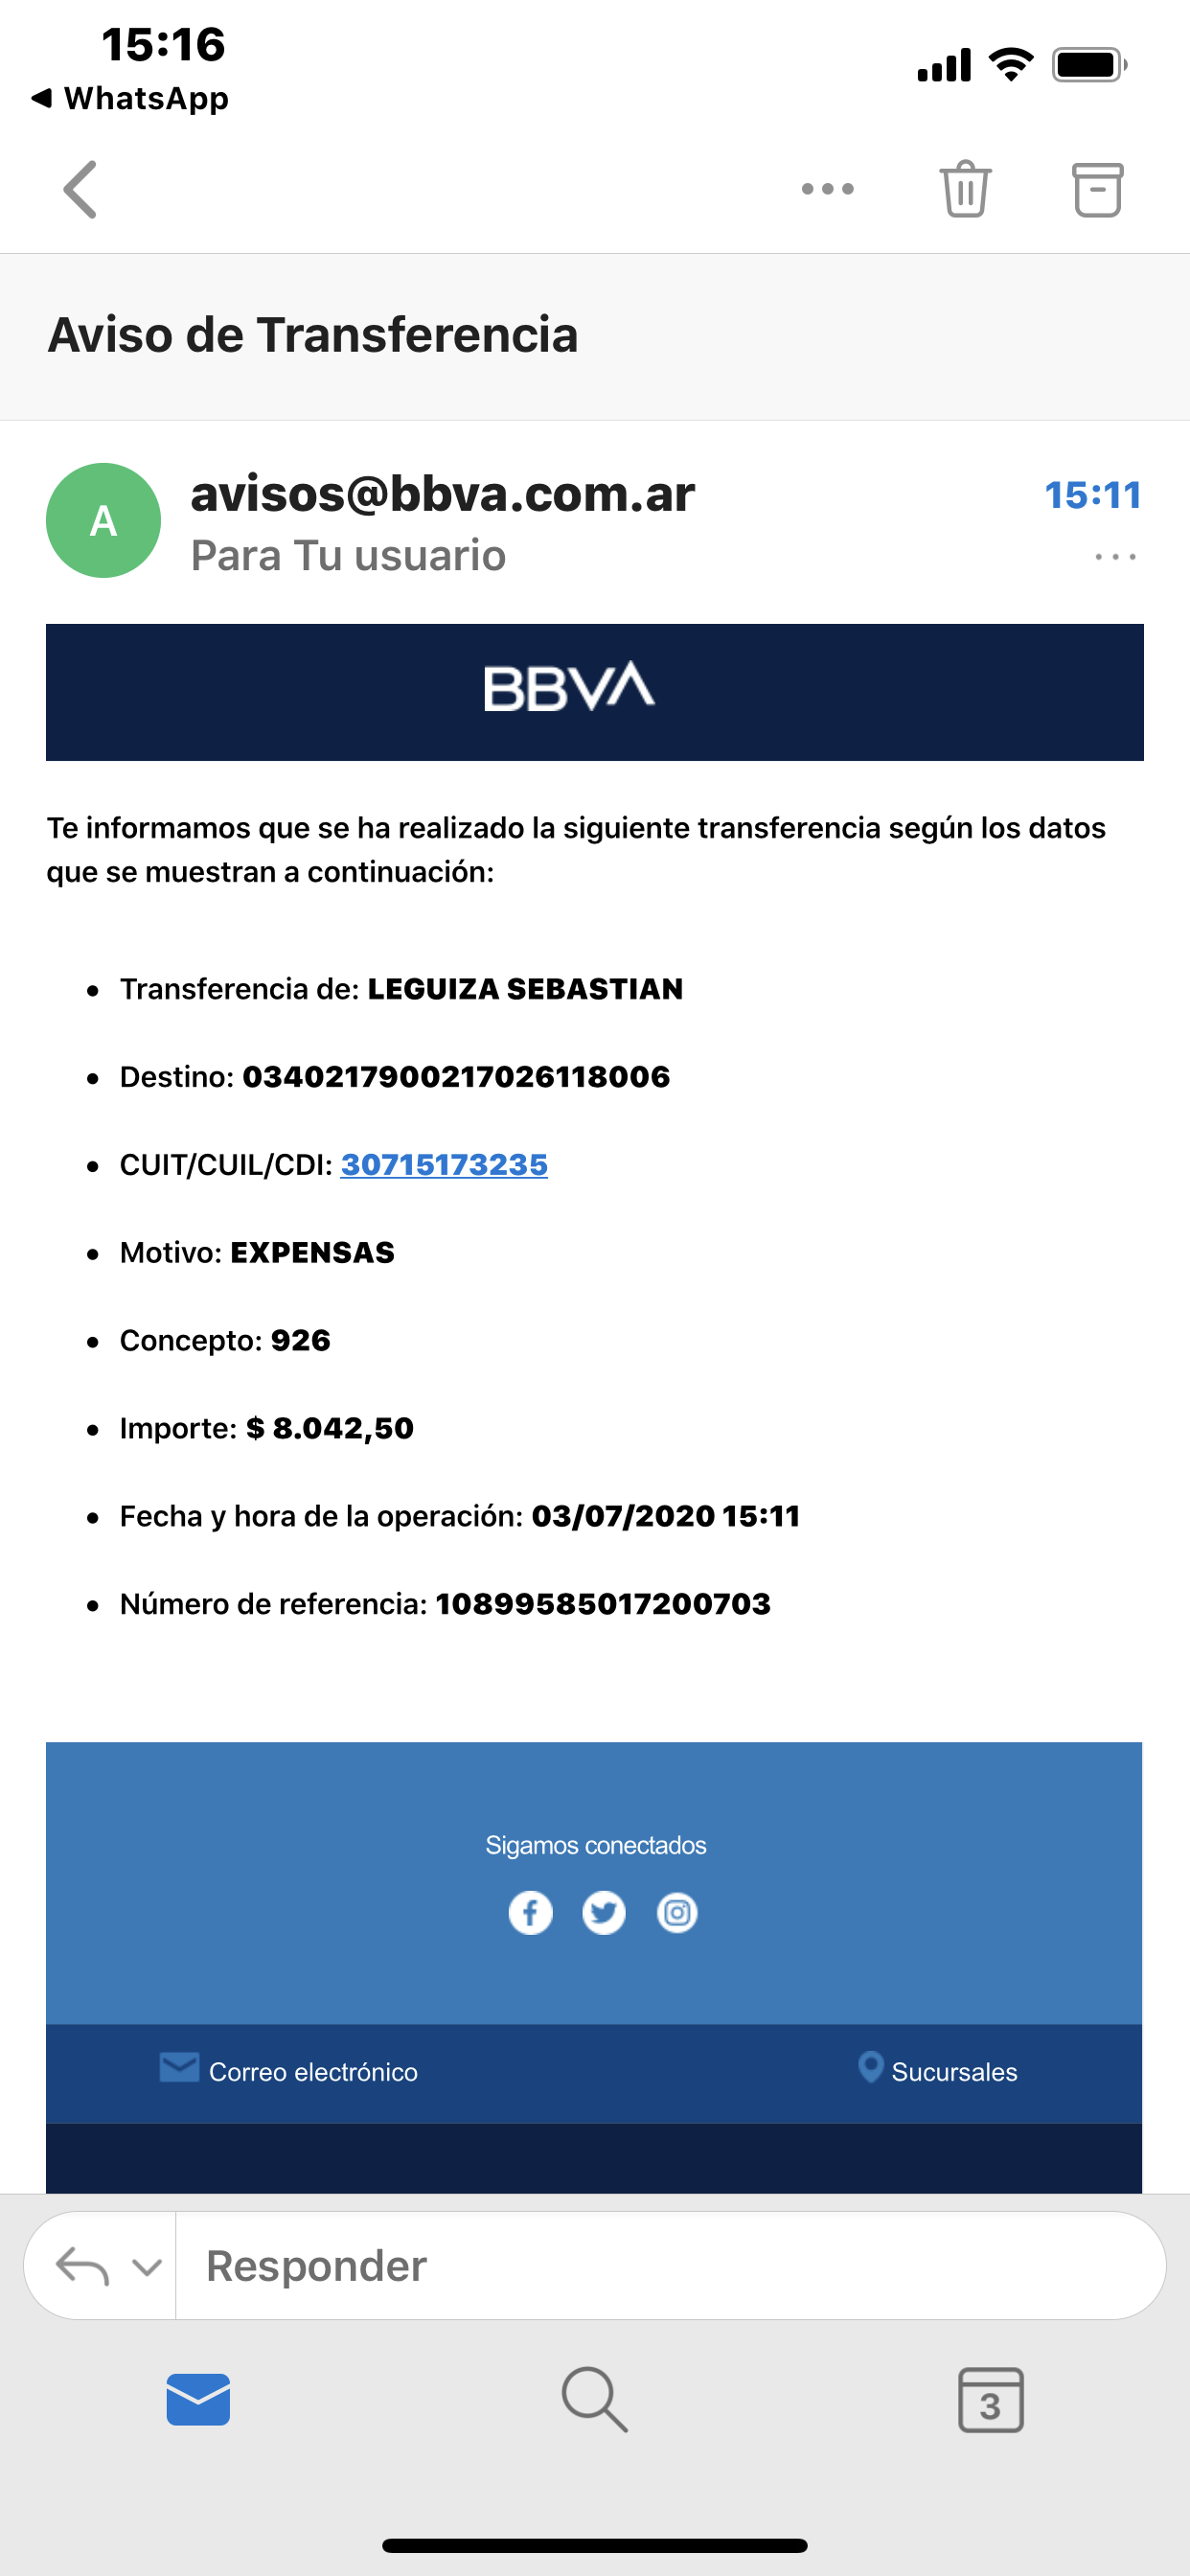 15:16
WhatsApp
Aviso de Transferencia
A
avisos@bbva.com.ar
15:11
Para Tu usuario
BBVA
Te informamos que se ha realizado la siguiente transferencia según los datos
que se muestran a continuación:
Transferencia de: LEGUIZA SEBASTIAN
Destino: 0340217900217026118006
CUIT/CUIL/CDI: 30715173235
Motivo: EXPENSAS
Concepto: 926
Importe: $ 8.042,50
Fecha y hora de la operación: 03/07/2020 15:11
Número de referencia: 10899585017200703
Sigamos conectados
Correo electrónico
Sucursales
Responder
3